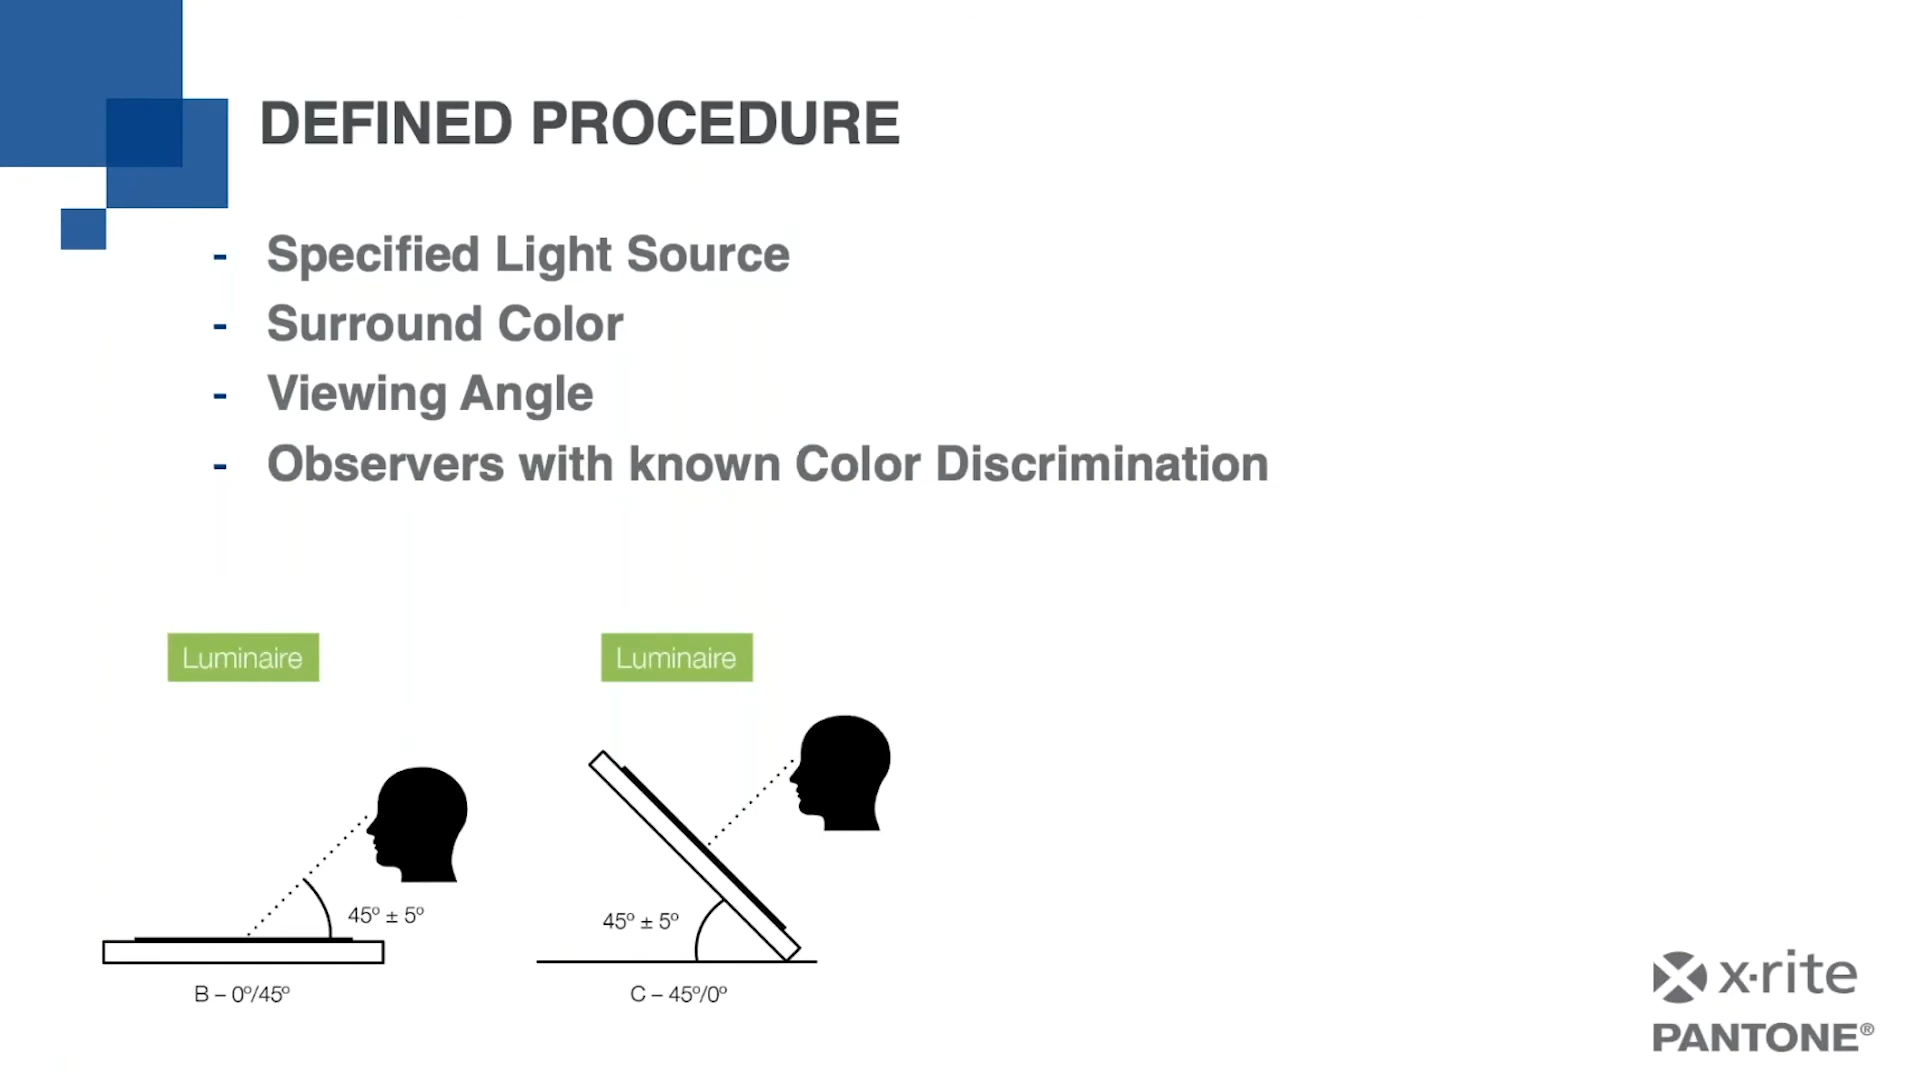 DEFINED PROCEDURE
- Specified Light Source
- Surround Color
- Viewing Angle
- Observers with known Color Discrimination
Luminaire
Luminaire
45º ± 5º
45º ± 5º
B – 0º/45º
C – 45º/0º
x·rite
PANTONE®